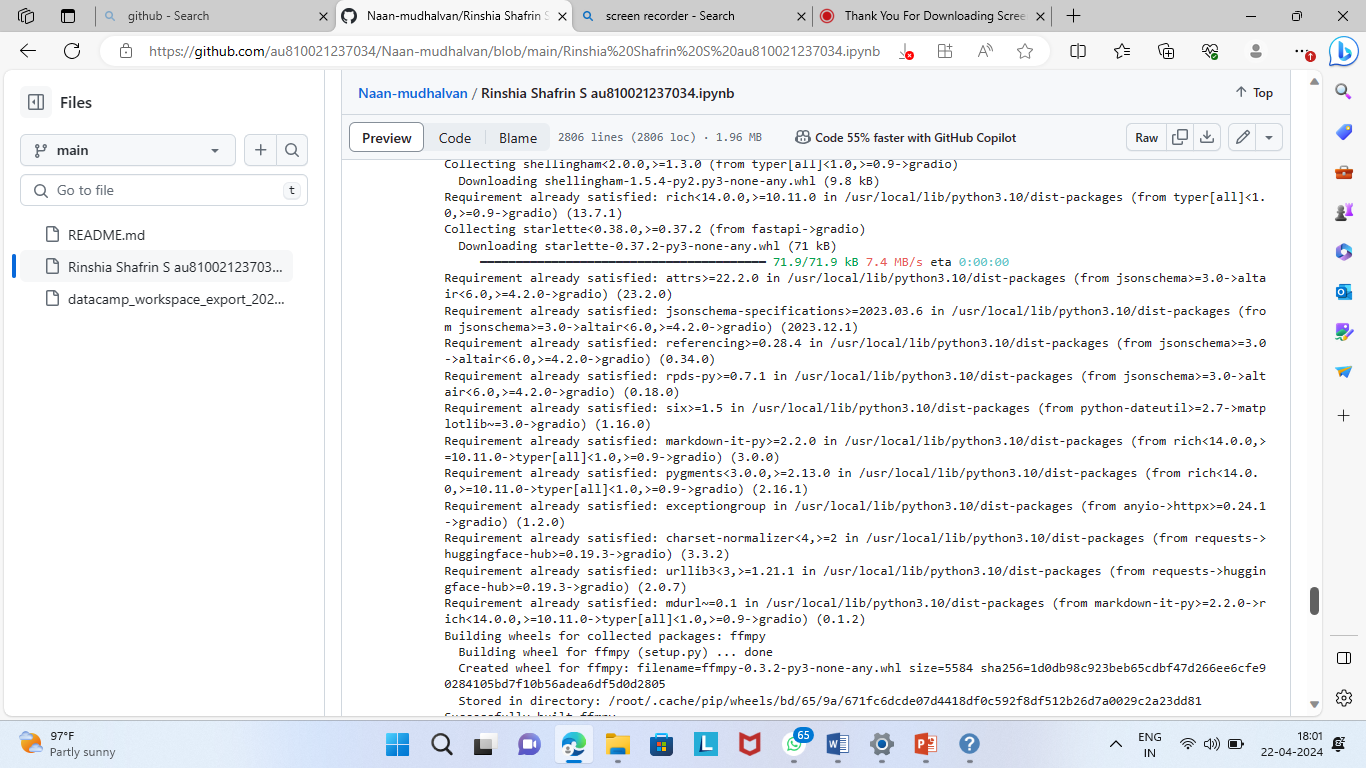 github - Search
Naan-mudhalvan/Rinshia Shafrin S
screen recorder - Search
Thank You For Downloading Scree
https://github.com/au810021237034/Naan-mudhalvan/blob/main/Rinshia%20Shafrin%20S%20au810021237034.ipynb
Files
main
Go to file
t
README.md
Rinshia Shafrin S au81002123703...
datacamp_workspace_export_202...
Naan-mudhalvan / Rinshia Shafrin S au810021237034.ipynb
Top
Preview
Code
Blame
2806 lines (2806 loc) · 1.96 MB
Code 55% faster with GitHub Copilot
Raw
Collecting shellingham<2.0.0,>=1.3.0 (from typer[all]<1.0,>=0.9->gradio)
Downloading shellingham-1.5.4-py2.py3-none-any.whl (9.8 kB)
Requirement already satisfied: rich<14.0.0,>=10.11.0 in /usr/local/lib/python3.10/dist-packages (from typer[all]<1.
0,>=0.9->gradio) (13.7.1)
Collecting starlette<0.38.0,>=0.37.2 (from fastapi->gradio)
Downloading starlette-0.37.2-py3-none-any.whl (71 kB)
71.9/71.9 kB 7.4 MB/s eta 0:00:00
Requirement already satisfied: attrs>=22.2.0 in /usr/local/lib/python3.10/dist-packages (from jsonschema>=3.0->alta
ir<6.0,>=4.2.0->gradio) (23.2.0)
Requirement already satisfied: jsonschema-specifications>=2023.03.6 in /usr/local/lib/python3.10/dist-packages (fro
m jsonschema>=3.0->altair<6.0,>=4.2.0->gradio) (2023.12.1)
Requirement already satisfied: referencing>=0.28.4 in /usr/local/lib/python3.10/dist-packages (from jsonschema>=3.0
->altair<6.0,>=4.2.0->gradio) (0.34.0)
Requirement already satisfied: rpds-py>=0.7.1 in /usr/local/lib/python3.10/dist-packages (from jsonschema>=3.0->alt
air<6.0,>=4.2.0->gradio) (0.18.0)
Requirement already satisfied: six>=1.5 in /usr/local/lib/python3.10/dist-packages (from python-dateutil>=2.7->matp
lotlib~=3.0->gradio) (1.16.0)
Requirement already satisfied: markdown-it-py>=2.2.0 in /usr/local/lib/python3.10/dist-packages (from rich<14.0.0,>
=10.11.0->typer[all]<1.0,>=0.9->gradio) (3.0.0)
Requirement already satisfied: pygments<3.0.0,>=2.13.0 in /usr/local/lib/python3.10/dist-packages (from rich<14.0.
0,>=10.11.0->typer[all]<1.0,>=0.9->gradio) (2.16.1)
Requirement already satisfied: exceptiongroup in /usr/local/lib/python3.10/dist-packages (from anyio->httpx>=0.24.1
->gradio) (1.2.0)
Requirement already satisfied: charset-normalizer<4,>=2 in /usr/local/lib/python3.10/dist-packages (from requests->
huggingface-hub>=0.19.3->gradio) (3.3.2)
Requirement already satisfied: urllib3<3,>=1.21.1 in /usr/local/lib/python3.10/dist-packages (from requests->huggin
gface-hub>=0.19.3->gradio) (2.0.7)
Requirement already satisfied: mdurl~=0.1 in /usr/local/lib/python3.10/dist-packages (from markdown-it-py>=2.2.0->r
ich<14.0.0,>=10.11.0->typer[all]<1.0,>=0.9->gradio) (0.1.2)
Building wheels for collected packages: ffmpy
Building wheel for ffmpy (setup.py) ... done
Created wheel for ffmpy: filename=ffmpy-0.3.2-py3-none-any.whl size=5584 sha256=1d0db98c923beb65cdbf47d266ee6cfe9
0284105bd7f10b56adea6df5d0d2805
Stored in directory: /root/.cache/pip/wheels/bd/65/9a/671fc6dcde07d4418df0c592f8df512b26d7a0029c2a23dd81
Successfully built ffmpy
97°F
Partly sunny
65
ENG
IN
18:01
22-04-2024